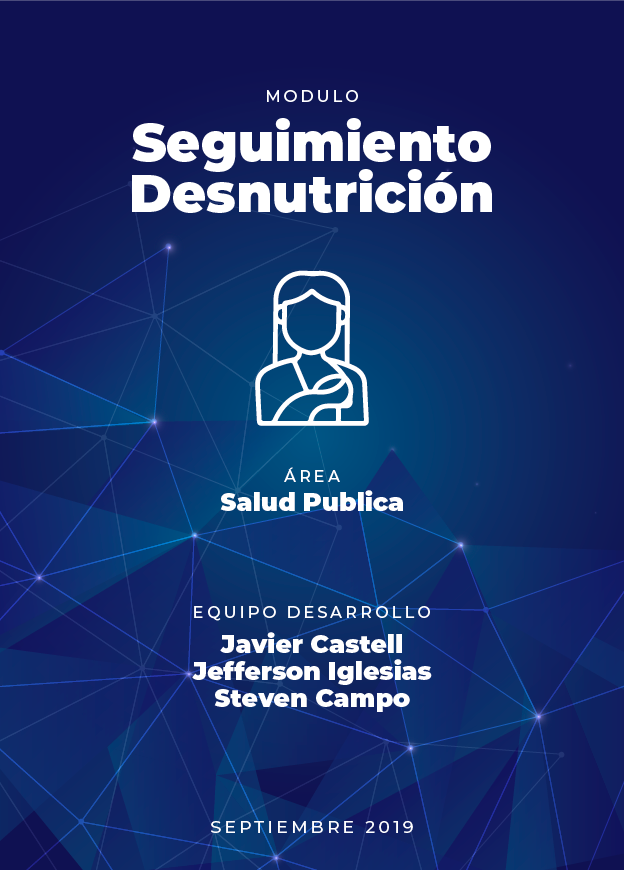 MODULO
Seguimiento
Desnutrición
ÁREA
Salud Publica
EQUIPO DESARROLLO
Javier Castell
Jefferson Iglesias
Steven Campo
SEPTIEMBRE 2019